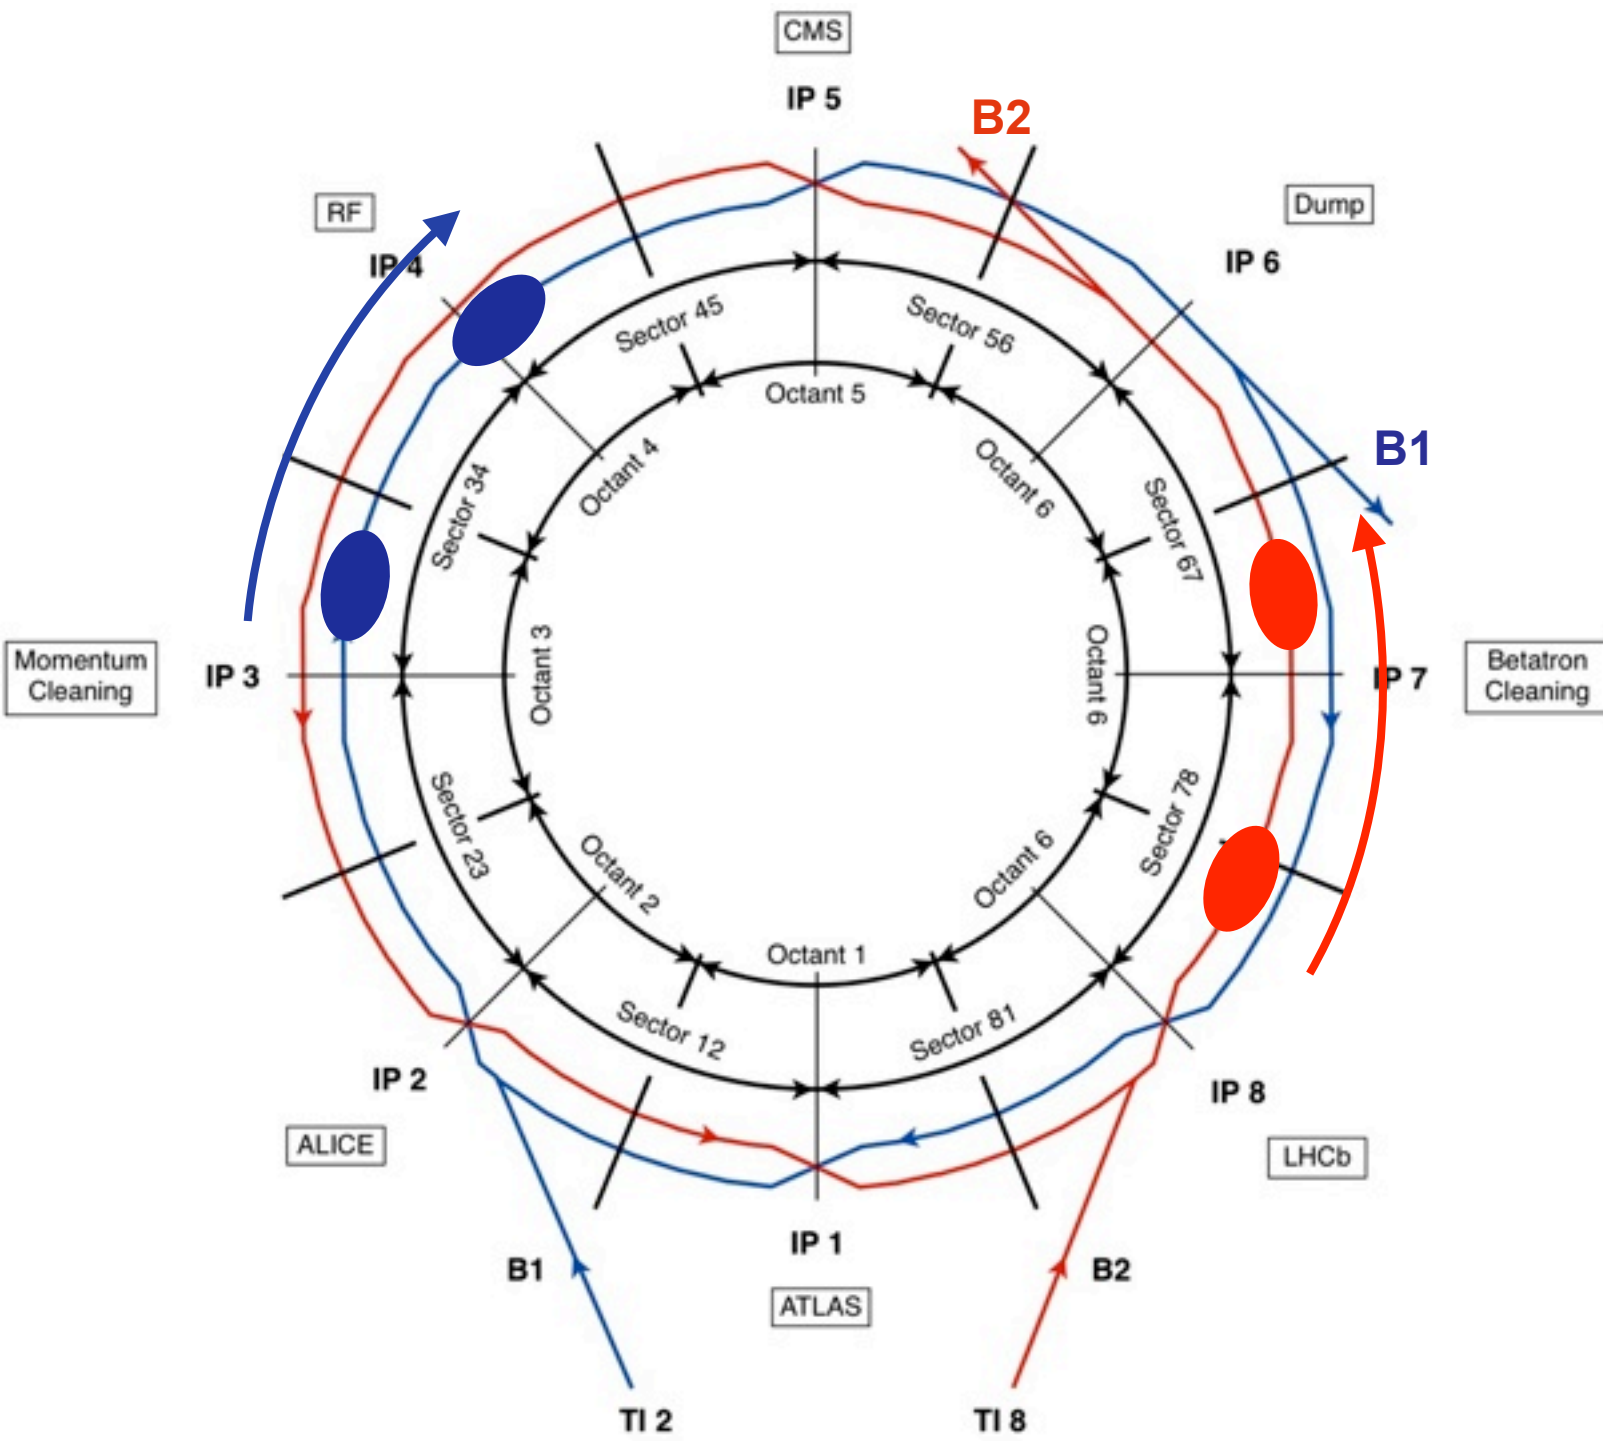 CMS
IP 5
B2
RF
Dump
IP 4
IP 6
Sector 45
Sector 56
Octant 5
B1
Octant 4
Octant 6
Sector 34
Sector 67
Momentum
Cleaning
IP 3
Octant 3
Octant 6
IP 7
Betatron
Cleaning
Sector 23
Sector 78
Octant 2
Octant 6
Octant 1
Sector 12
Sector 81
IP 2
IP 8
ALICE
LHCb
IP 1
B1
B2
ATLAS
TI 2
TI 8